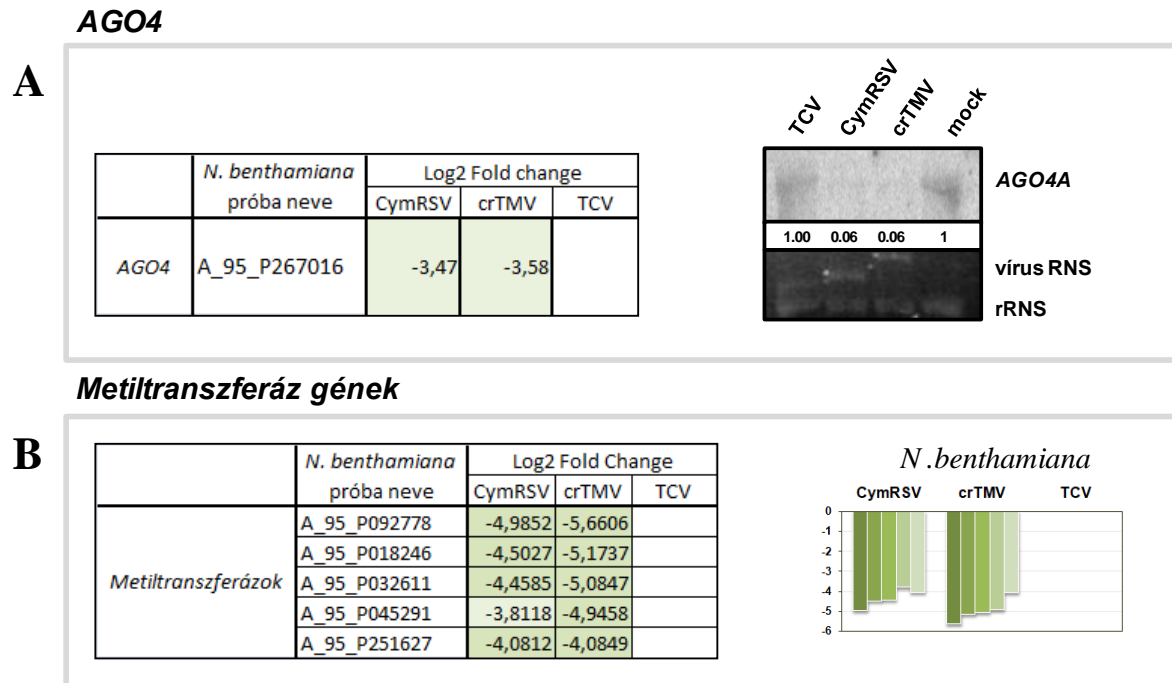 AGO4
A
N. benthamiana
próba neve
Log2 Fold change
CymRSV crTMV TCV
AGO4 A_95_P267016 -3,47 -3,58
TCV CymRSV crTMV mock
AGO4A
1.00 0.06 0.06 1
vírus RNS
rRNS
Metiltranszferáz gének
B
N. benthamiana
próba neve
Log2 Fold Change
CymRSV crTMV TCV
Metiltranszferázok
A_95_P092778 -4,9852 -5,6606
A_95_P018246 -4,5027 -5,1737
A_95_P032611 -4,4585 -5,0847
A_95_P045291 -3,8118 -4,9458
A_95_P251627 -4,0812 -4,0849
N .benthamiana
CymRSV crTMV TCV
0
-1
-2
-3
-4
-5
-6